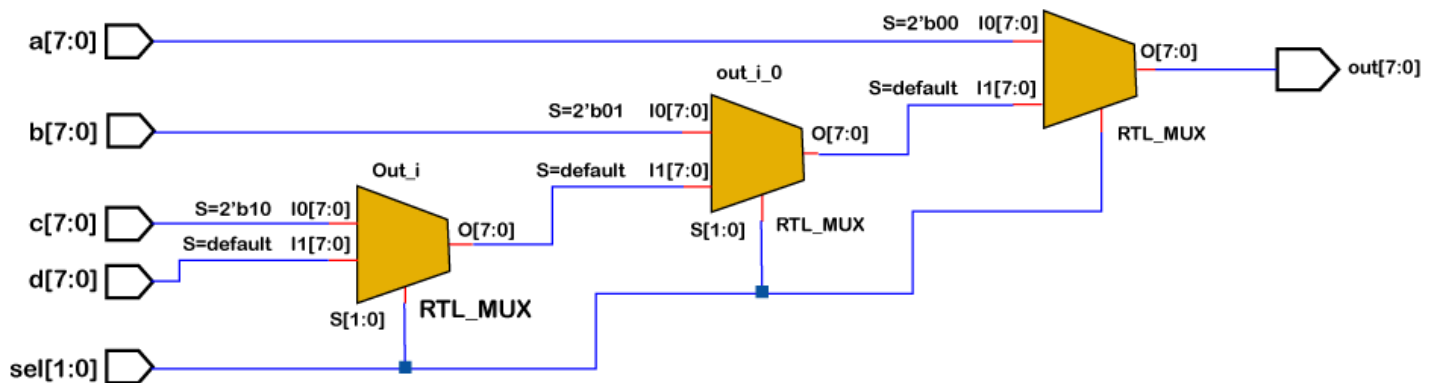 S=2'b00 I0[7:0]
a[7:0]
O[7:0]
out[7:0]
out_i_0
S=default I1[7:0]
S=2'b01 I0[7:0]
b[7:0]
O[7:0]
RTL_MUX
Out_i
S=default I1[7:0]
S=2'b10 I0[7:0]
c[7:0]
O[7:0]
S[1:0]
RTL_MUX
S=default I1[7:0]
d[7:0]
S[1:0]
RTL_MUX
sel[1:0]